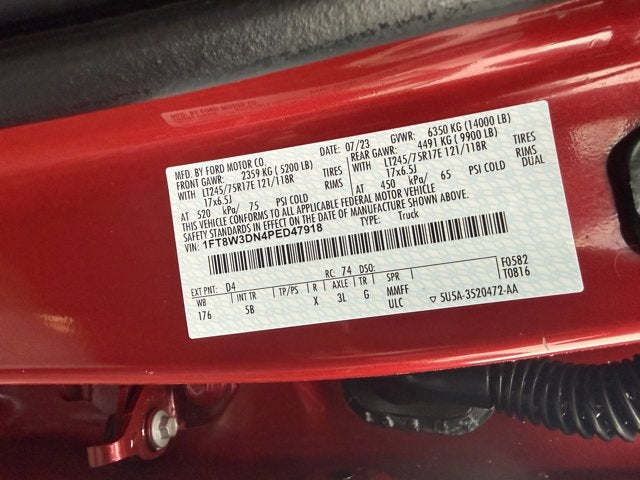 MFD. BY FORD MOTOR CO.
MFD. BY FORD MOTOR CO. DATE: 07/23 GVWR: 6350 KG (14000 LB)
FRONT GAWR: 2359 KG (5200 LB) REAR GAWR: 4491 KG (9900 LB)
WITH LT245/75R17E 121/118R TIRES WITH LT245/75R17E 121/118R TIRES
17x6.5J RIMS 17x6.5J RIMS
AT 520 kPa/ 75 PSI COLD AT 450 kPa/ 65 PSI COLD DUAL
THIS VEHICLE CONFORMS TO ALL APPLICABLE FEDERAL MOTOR VEHICLE
SAFETY STANDARDS IN EFFECT ON THE DATE OF MANUFACTURE SHOWN ABOVE.
VIN: 1FT8W3DN4PED47918 TYPE: Truck
F0582
T0816
EXT PNT: D4 RC: 74 DSO:
WB INT TR TP/PS R AXLE TR SPR
176 5B X 3L G MMFF
ULC ▽ 5U5A-3520472-AA